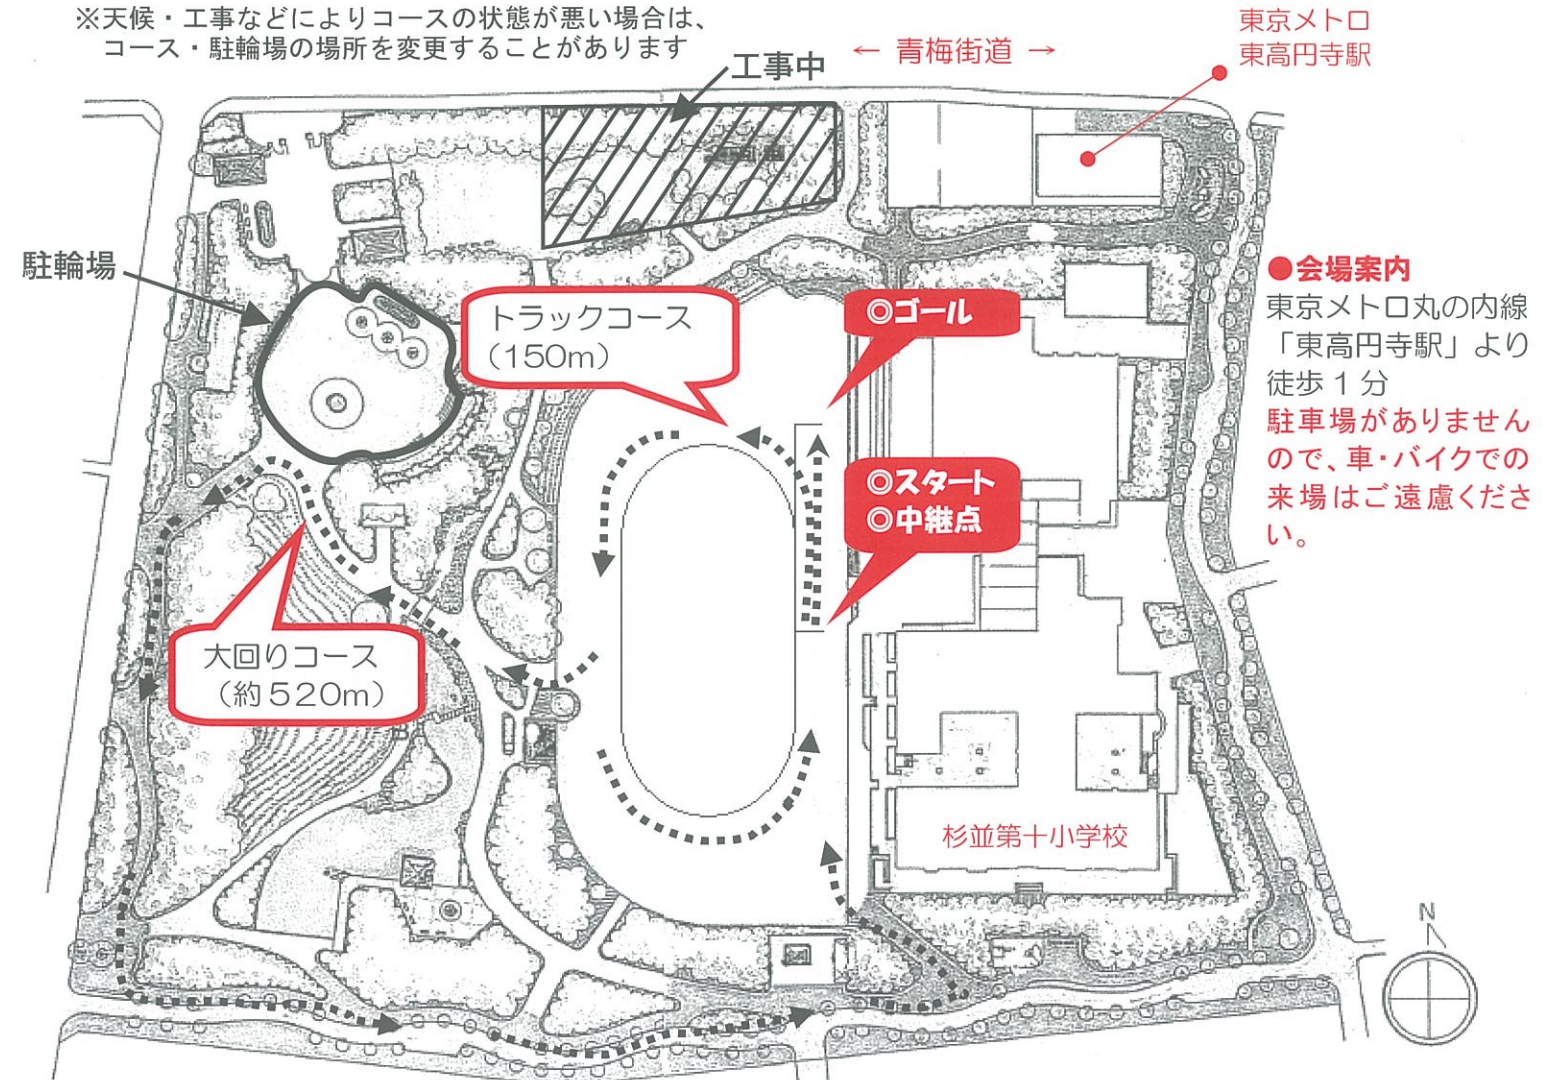 ※天候・工事などによりコースの状態が悪い場合は、
コース・駐輪場の場所を変更することがあります
← 青梅街道 →
東京メトロ
東高円寺駅
工事中
駐輪場
トラックコース
（150m）
◎ゴール
◎スタート
◎中継点
●会場案内
東京メトロ丸の内線
「東高円寺駅」より
徒歩１分
駐車場がありません
ので、車・バイクでの
来場はご遠慮くださ
い。
大回りコース
（約520m）
杉並第十小学校
N